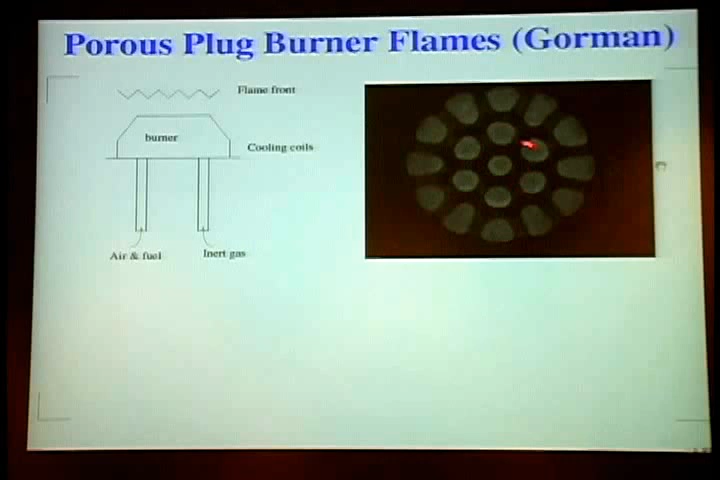 Porous Plug Burner Flames (Gorman)
Flame front
burner
Cooling coils
Air & fuel
Inert gas